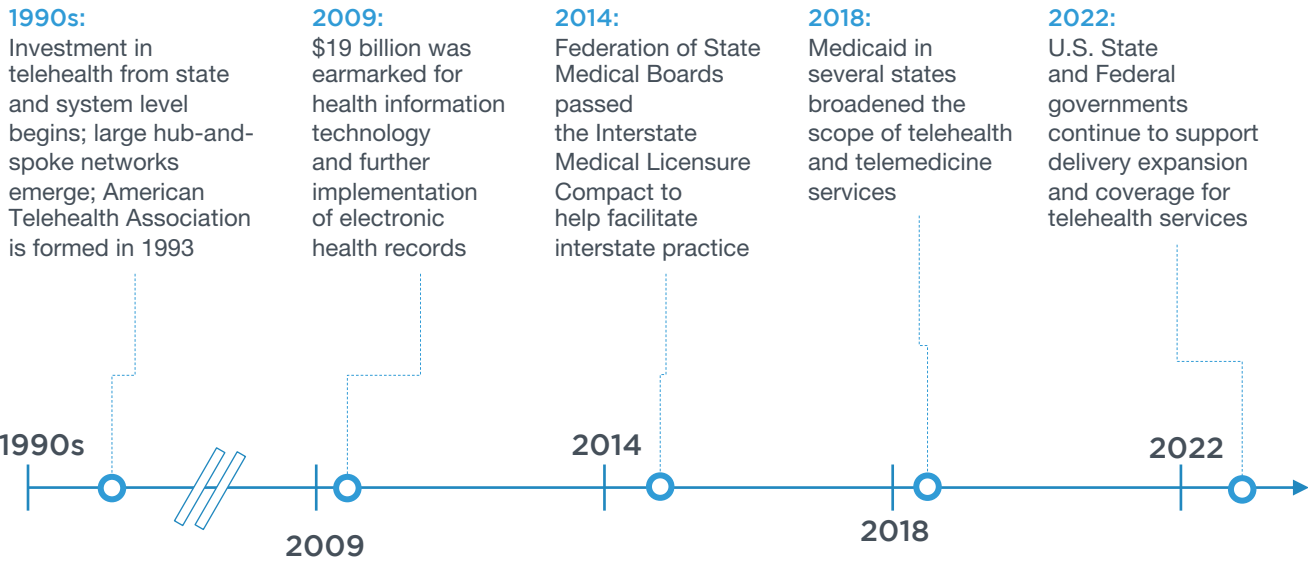 1990s:
Investment in
telehealth from state
and system level
begins; large hub-and-
spoke networks
emerge; American
Telehealth Association
is formed in 1993
2009:
$19 billion was
earmarked for
health information
technology
and further
implementation
of electronic
health records
2014:
Federation of State
Medical Boards
passed
the Interstate
Medical Licensure
Compact to
help facilitate
interstate practice
2018:
Medicaid in
several states
broadened the
scope of telehealth
and telemedicine
services
2022:
U.S. State
and Federal
governments
continue to support
delivery expansion
and coverage for
telehealth services
1990s
2009
2014
2018
2022